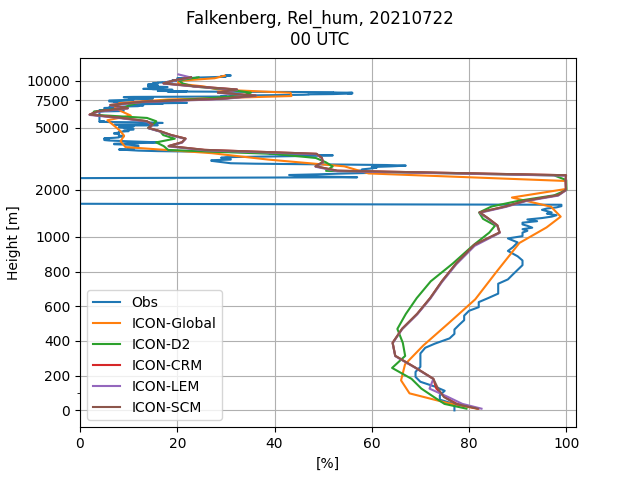 Falkenberg, Rel_hum, 20210722
00 UTC
10000
7500
5000
2000
1000
800
600
400
200
0
Height [m]
Obs
ICON-Global
ICON-D2
ICON-CRM
ICON-LEM
ICON-SCM
0 20 40 60 80 100
[%]